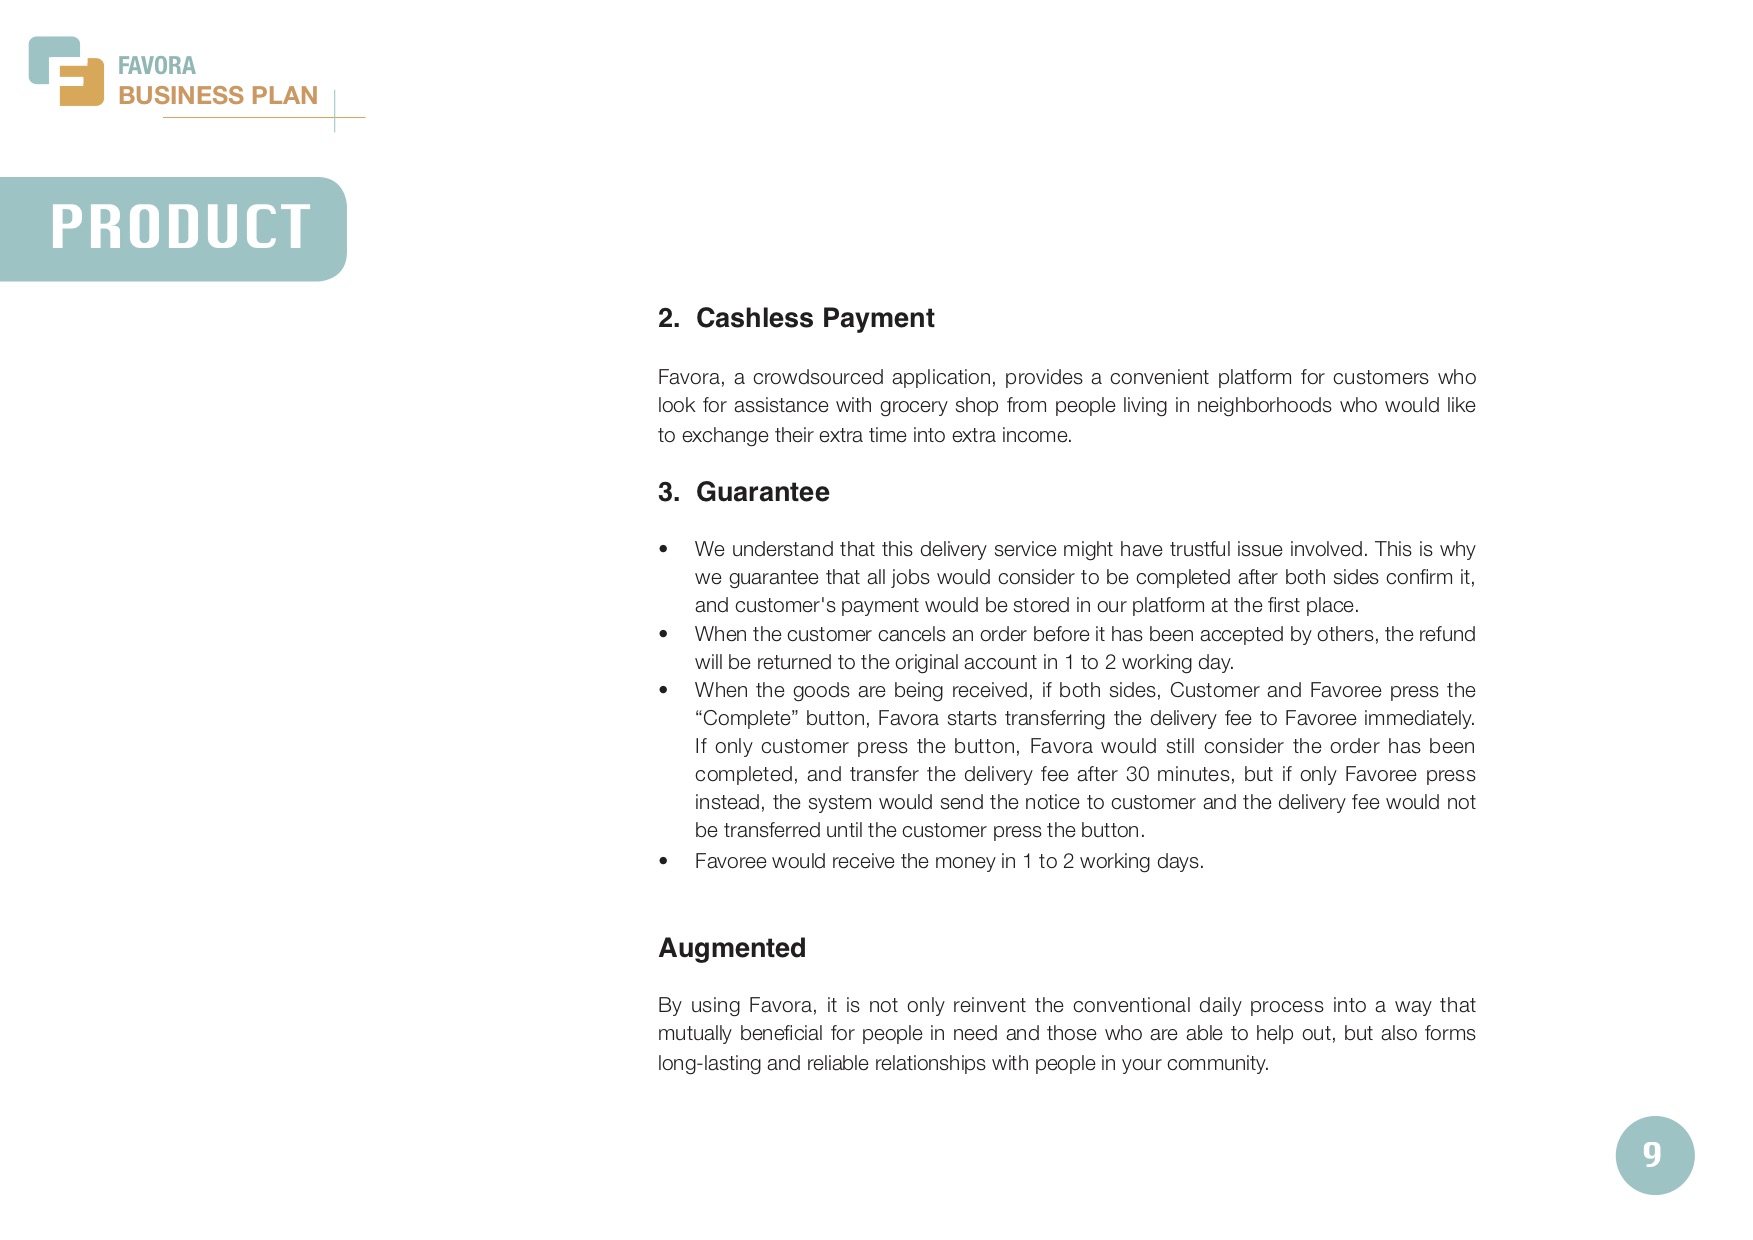 FAVORA
BUSINESS PLAN
PRODUCT
2. Cashless Payment
Favora, a crowdsourced application, provides a convenient platform for customers who
look for assistance with grocery shop from people living in neighborhoods who would like
to exchange their extra time into extra income.
3. Guarantee
• We understand that this delivery service might have trustful issue involved. This is why
we guarantee that all jobs would consider to be completed after both sides confirm it,
and customer's payment would be stored in our platform at the first place.
• When the customer cancels an order before it has been accepted by others, the refund
will be returned to the original account in 1 to 2 working day.
• When the goods are being received, if both sides, Customer and Favoree press the
“Complete” button, Favora starts transferring the delivery fee to Favoree immediately.
If only customer press the button, Favora would still consider the order has been
completed, and transfer the delivery fee after 30 minutes, but if only Favoree press
instead, the system would send the notice to customer and the delivery fee would not
be transferred until the customer press the button.
• Favoree would receive the money in 1 to 2 working days.
Augmented
By using Favora, it is not only reinvent the conventional daily process into a way that
mutually beneficial for people in need and those who are able to help out, but also forms
long-lasting and reliable relationships with people in your community.
9